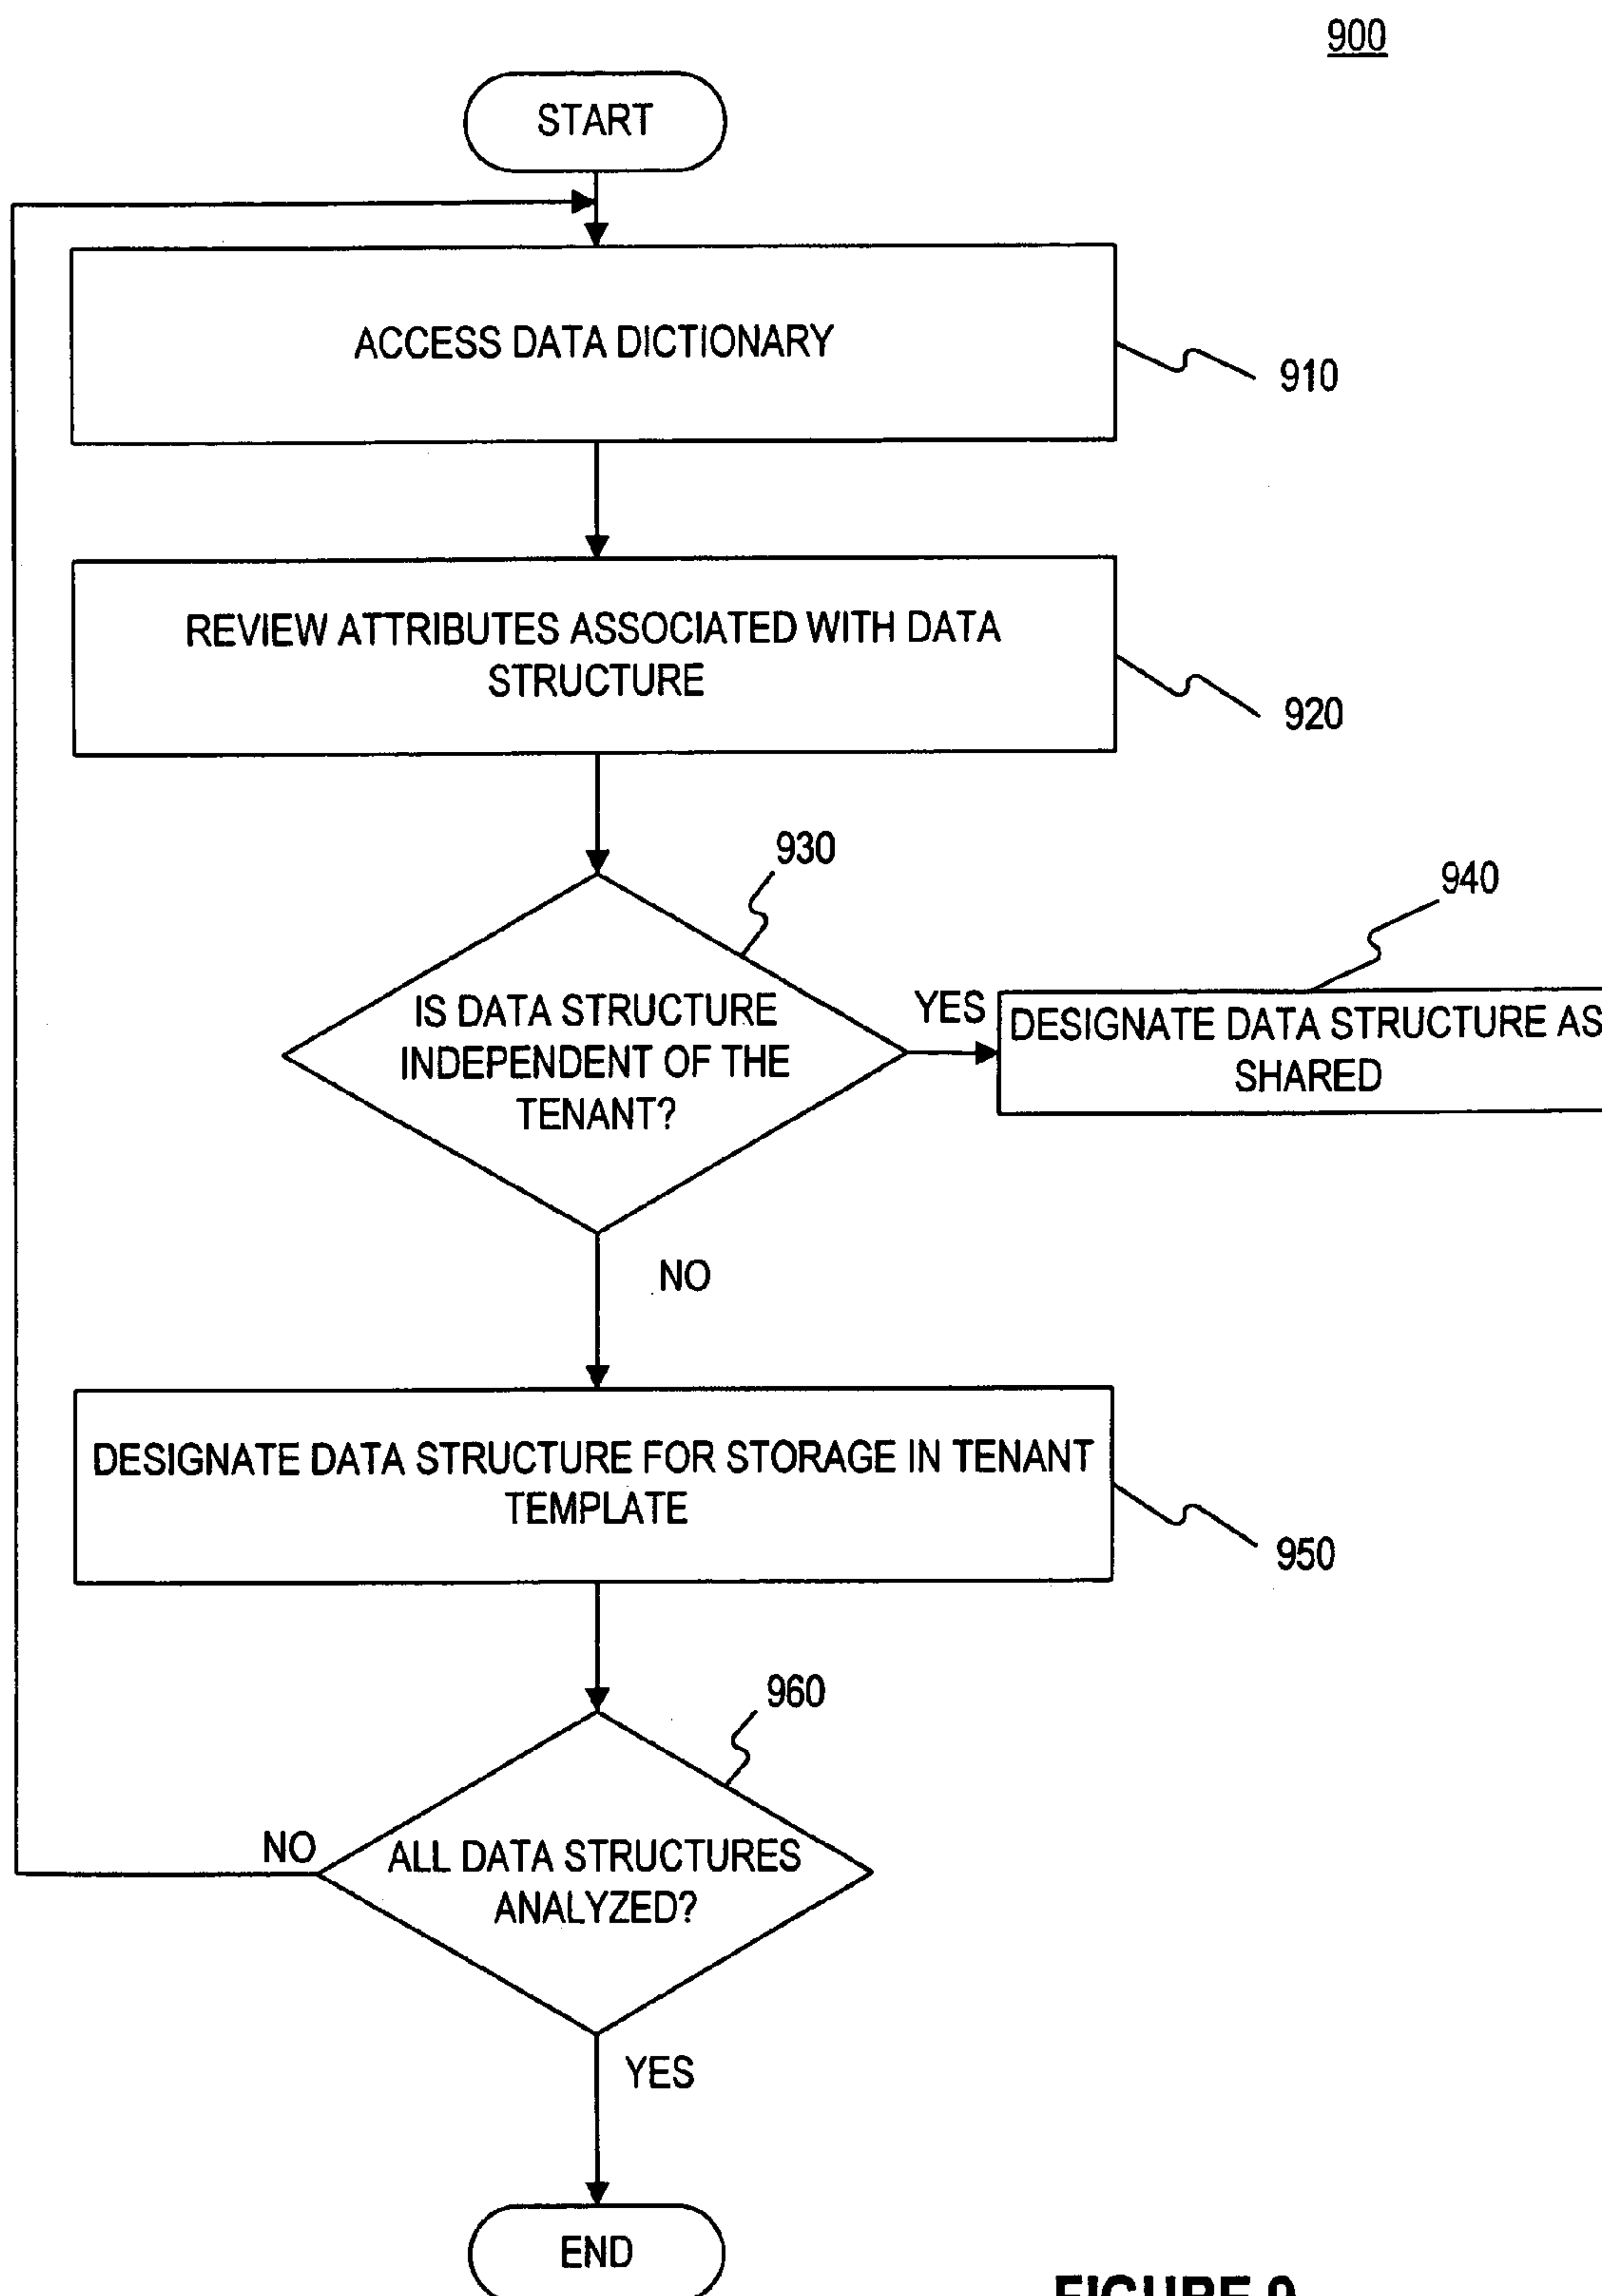 900
START
ACCESS DATA DICTIONARY
910
REVIEW ATTRIBUTES ASSOCIATED WITH DATA
STRUCTURE
920
930
IS DATA STRUCTURE
INDEPENDENT OF THE
TENANT?
YES
940
DESIGNATE DATA STRUCTURE AS
SHARED
NO
DESIGNATE DATA STRUCTURE FOR STORAGE IN TENANT
TEMPLATE
950
960
ALL DATA STRUCTURES
ANALYZED?
NO
YES
END
FIGURE 9